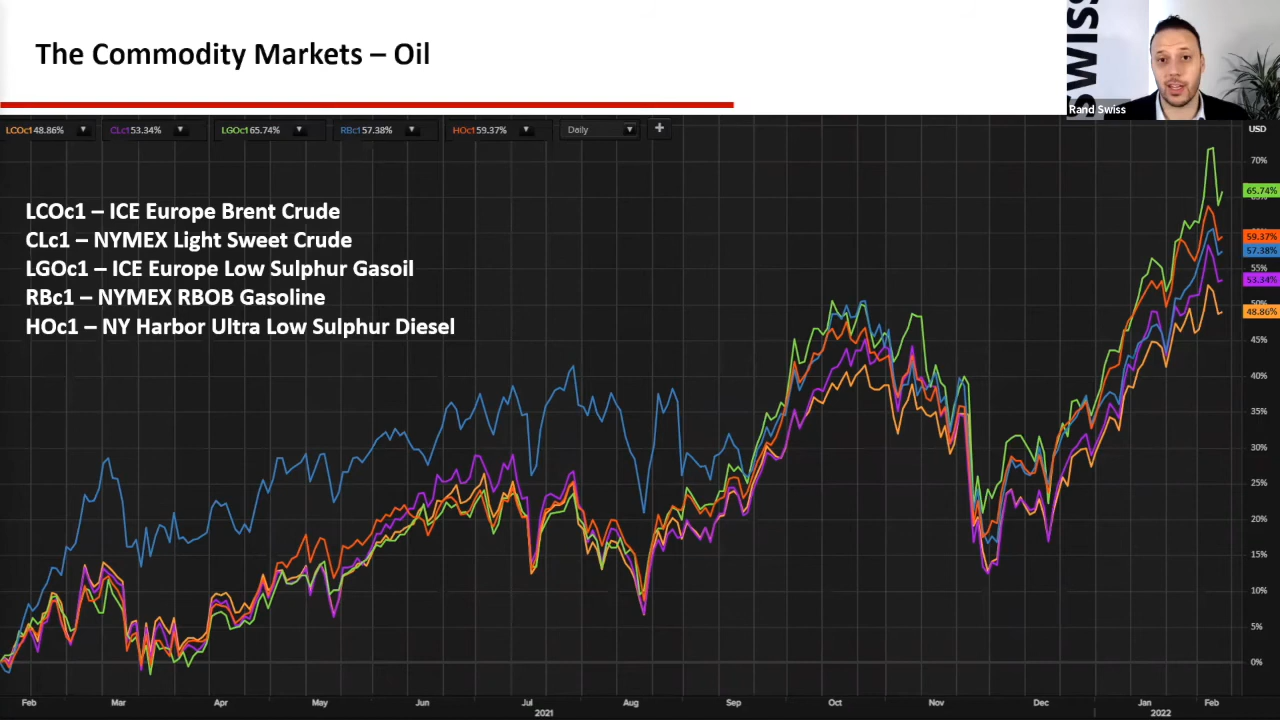 The Commodity Markets – Oil
SWISS
Rand Swiss
LCOc1 48.86% CLc1 53.34% LGOc1 65.74% RBc1 57.38% HOc1 59.37% Daily +
USD
LCOc1 – ICE Europe Brent Crude
CLc1 – NYMEX Light Sweet Crude
LGOc1 – ICE Europe Low Sulphur Gasoil
RBc1 – NYMEX RBOB Gasoline
HOc1 – NY Harbor Ultra Low Sulphur Diesel
70%
65.74%
59.37%
57.38%
55%
53.34%
50%
48.86%
45%
40%
35%
30%
25%
20%
15%
10%
5%
0%
Feb Mar Apr May Jun Jul Aug Sep Oct Nov Dec Jan Feb
2021 2022